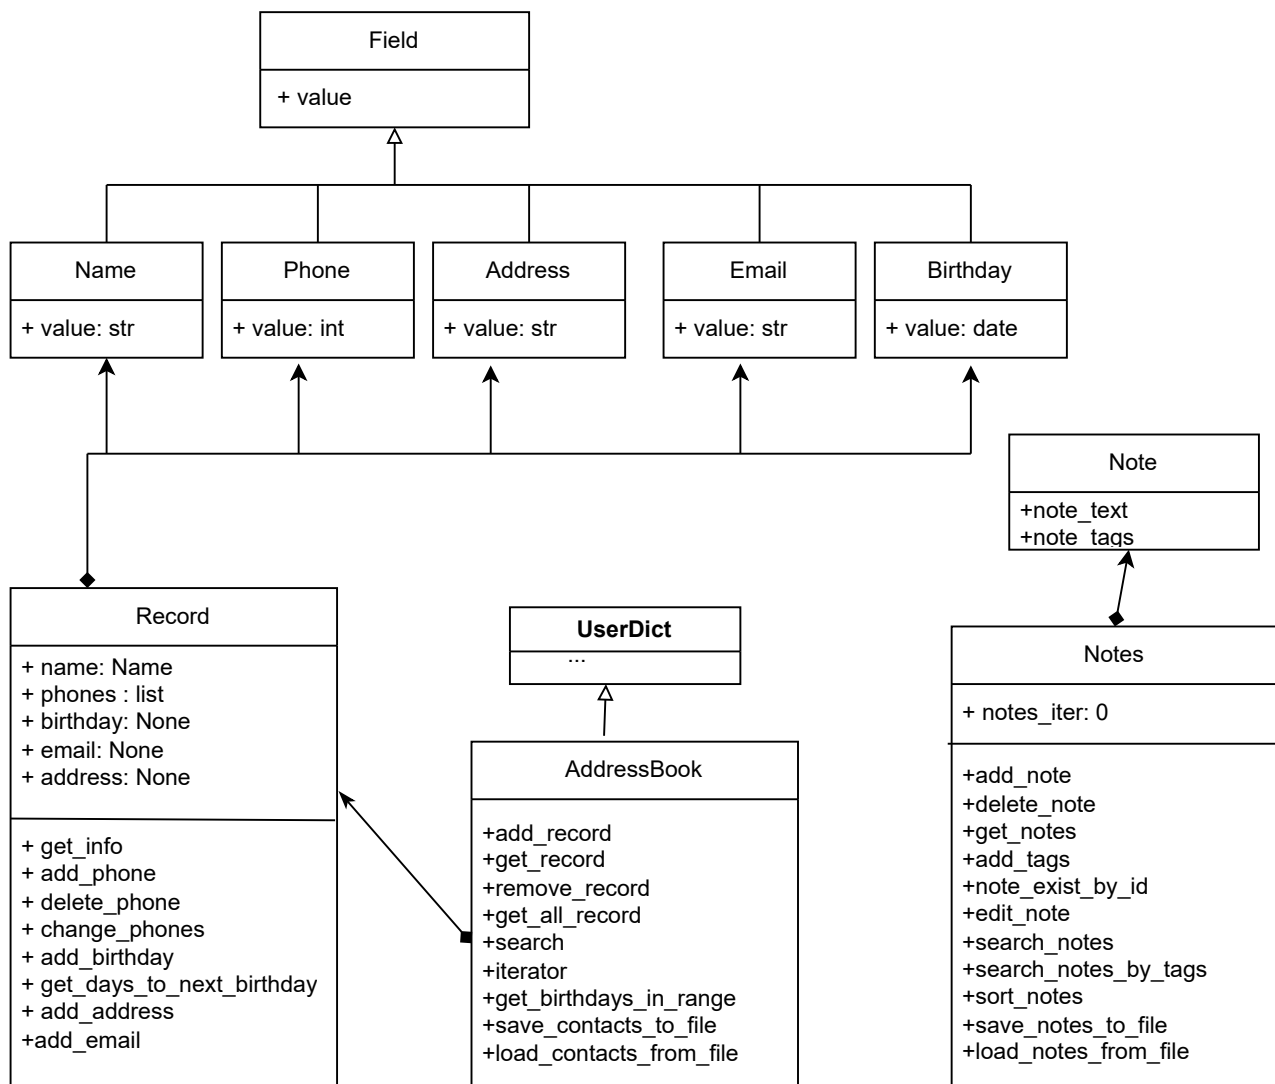 Field
+ value
Name
+ value: str
Phone
+ value: int
Address
+ value: str
Email
+ value: str
Birthday
+ value: date
Note
+note_text
+note_tags
Record
+ name: Name
+ phones : list
+ birthday: None
+ email: None
+ address: None
+ get_info
+ add_phone
+ delete_phone
+ change_phones
+ add_birthday
+ get_days_to_next_birthday
+ add_address
+add_email
UserDict
...
AddressBook
+add_record
+get_record
+remove_record
+get_all_record
+search
+iterator
+get_birthdays_in_range
+save_contacts_to_file
+load_contacts_from_file
Notes
+ notes_iter: 0
+add_note
+delete_note
+get_notes
+add_tags
+note_exist_by_id
+edit_note
+search_notes
+search_notes_by_tags
+sort_notes
+save_notes_to_file
+load_notes_from_file